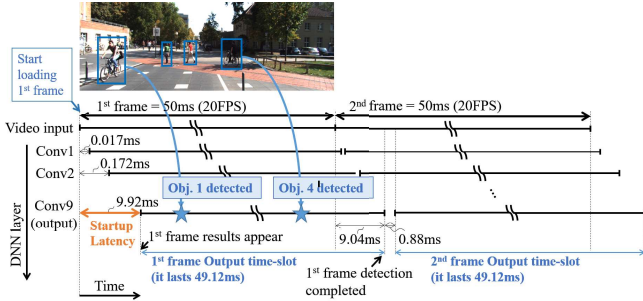 Start
loading
1st frame
1st frame = 50ms (20FPS)
2nd frame = 50ms (20FPS)
Video input
0.017ms
Conv1
0.172ms
Conv2
Obj. 1 detected
Obj. 4 detected
9.92ms
Conv9
(output)
Startup
Latency
1st frame results appear
9.04ms
0.88ms
1st frame Output time-slot
(it lasts 49.12ms)
1st frame detection
completed
2nd frame Output time-slot
(it lasts 49.12ms)
DNN layer
Time